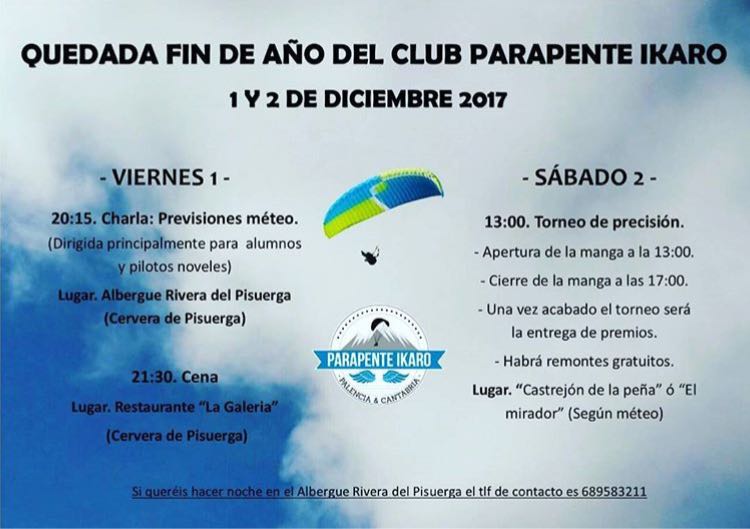 QUEDADA FIN DE AÑO DEL CLUB PARAPENTE IKARO
1 Y 2 DE DICIEMBRE 2017
- VIERNES 1 -
20:15. Charla: Previsiones méteo.
(Dirigida principalmente para alumnos
y pilotos noveles)
Lugar. Albergue Rivera del Pisuerga
(Cervera de Pisuerga)
21:30. Cena
Lugar. Restaurante “La Galeria”
(Cervera de Pisuerga)
PARAPENTE IKARO
PALENCIA & CANTABRIA
- SÁBADO 2 -
13:00. Torneo de precisión.
- Apertura de la manga a la 13:00.
- Cierre de la manga a las 17:00.
- Una vez acabado el torneo será
la entrega de premios.
- Habrá remontes gratuitos.
Lugar. “Castrejón de la peña” ó “El
mirador” (Según méteo)
Si queréis hacer noche en el Albergue Rivera del Pisuerga el tlf de contacto es 689583211